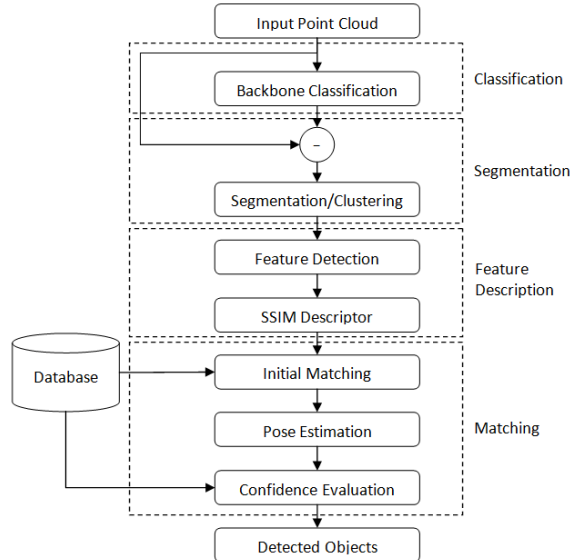 Input Point Cloud
Classification
Backbone Classification
–
Segmentation
Segmentation/Clustering
Feature Detection
Feature
Description
SSIM Descriptor
Database
Initial Matching
Pose Estimation
Matching
Confidence Evaluation
Detected Objects